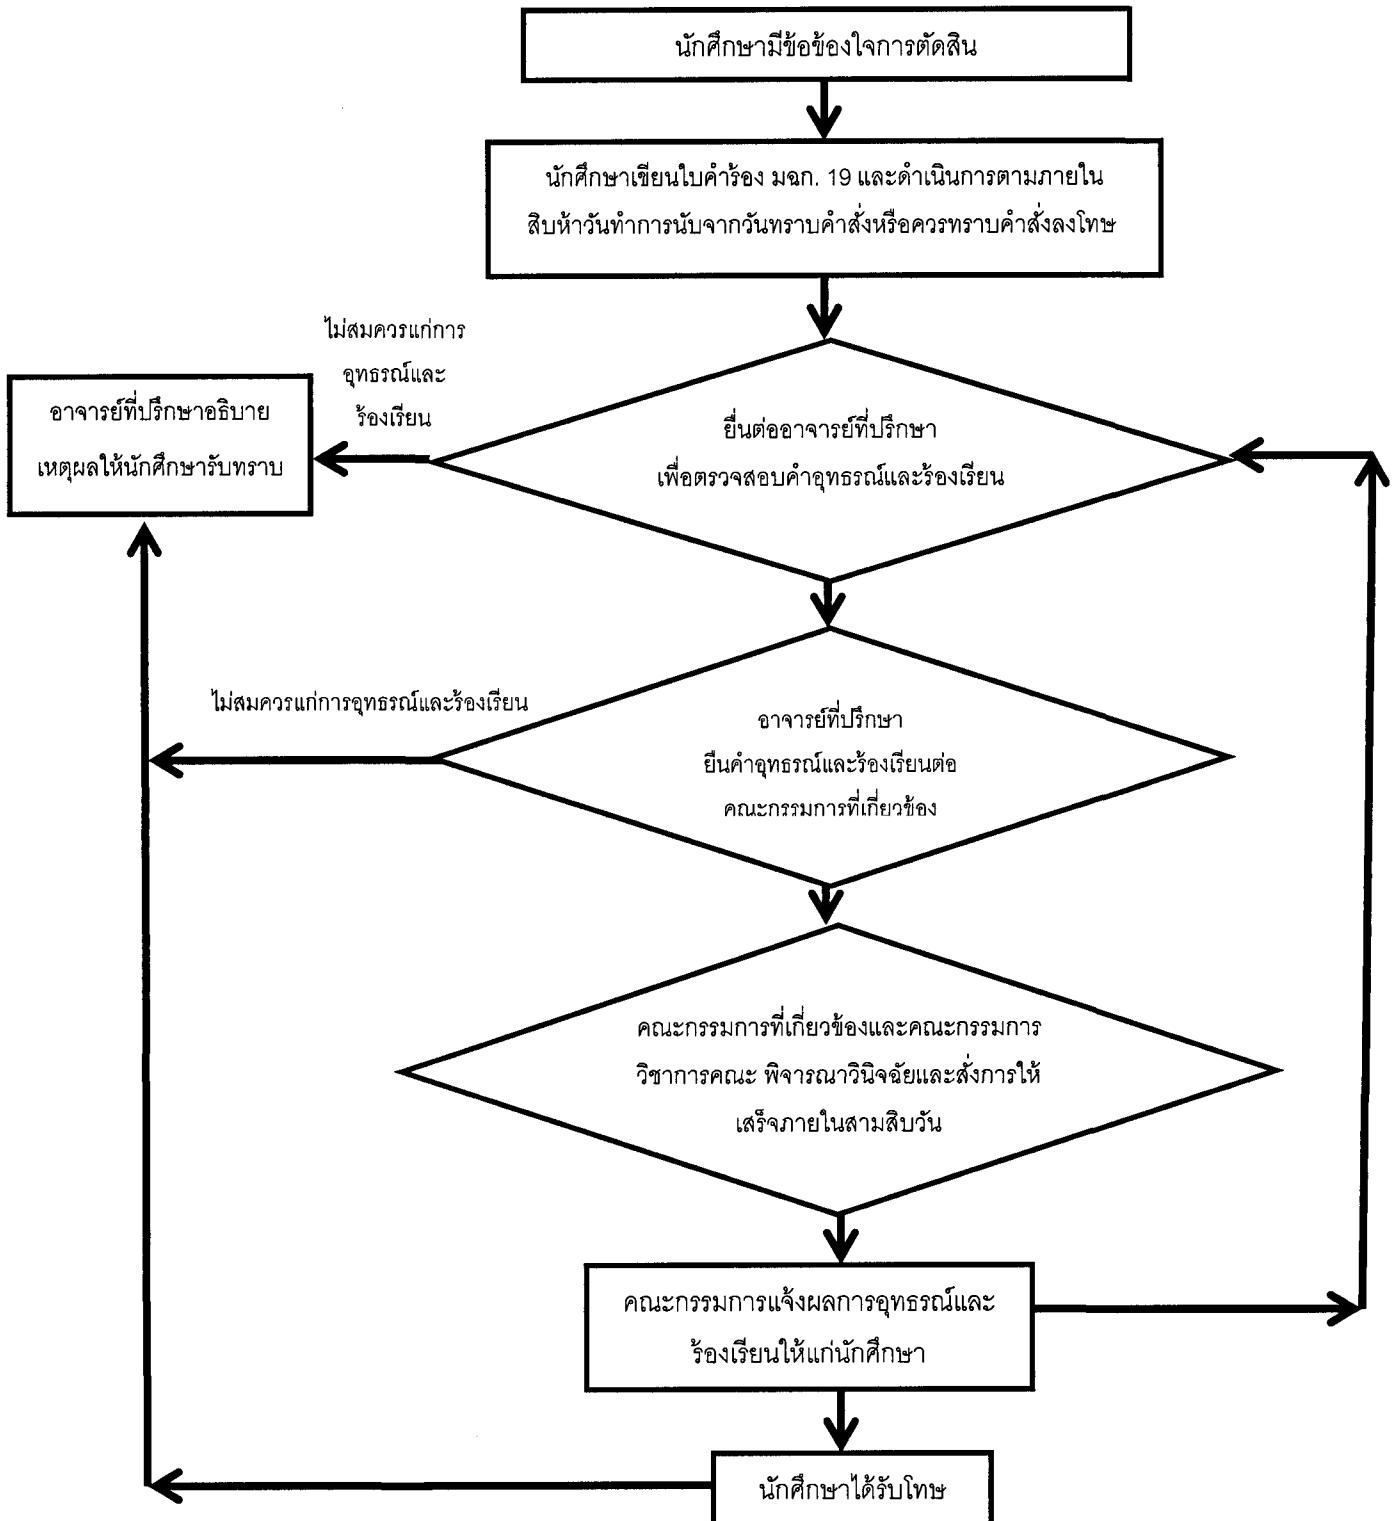 นักศึกษามีข้อข้องใจการตัดสิน
นักศึกษาเขียนใบคำร้อง มฉก. 19 และดำเนินการตามภายใน
สิบห้าวันทำการนับจากวันทราบคำสั่งหรือควรทราบคำสั่งลงโทษ
ไม่สมควรแก่การ
อุทธรณ์และ
ร้องเรียน
อาจารย์ที่ปรึกษาอธิบาย
เหตุผลให้นักศึกษารับทราบ
ยื่นต่ออาจารย์ที่ปรึกษา
เพื่อตรวจสอบคำอุทธรณ์และร้องเรียน
ไม่สมควรแก่การอุทธรณ์และร้องเรียน
อาจารย์ที่ปรึกษา
ยืนคำอุทธรณ์และร้องเรียนต่อ
คณะกรรมการที่เกี่ยวข้อง
คณะกรรมการที่เกี่ยวข้องและคณะกรรมการ
วิชาการคณะ พิจารณาวินิจฉัยและสั่งการให้
เสร็จภายในสามสิบวัน
คณะกรรมการแจ้งผลการอุทธรณ์และ
ร้องเรียนให้แก่นักศึกษา
นักศึกษาได้รับโทษ